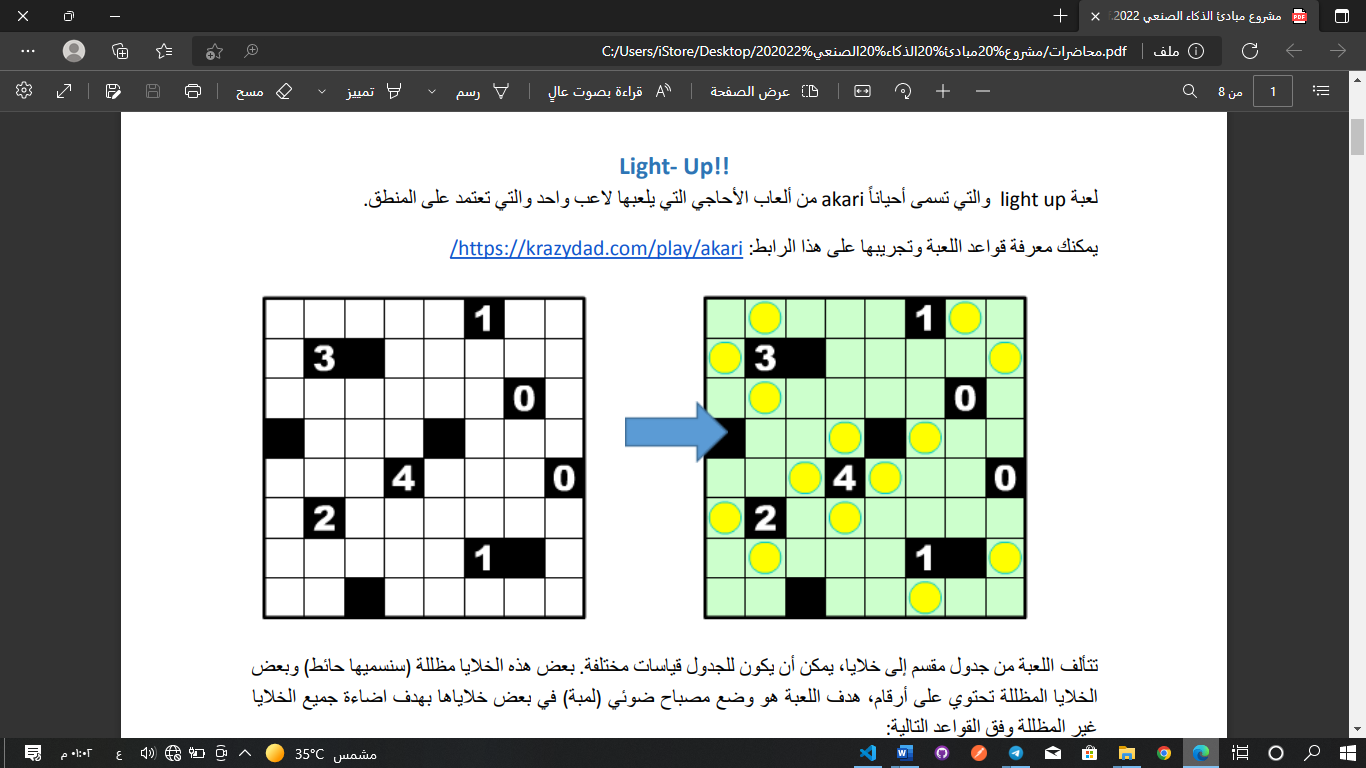 مشروع مبادئ الذكاء الصنعي 2022
ملف
C:/Users/iStore/Desktop/محاضرات/مشروع%20مبادئ%20الذكاء%20الصنعي%202022.pdf
1
من 8
عرض الصفحة
قراءة بصوت عالٍ
رسم
تمييز
مسح
Light- Up!!
لعبة light up والتي تسمى أحياناً akari من ألعاب الأحاجي التي يلعبها لاعب واحد والتي تعتمد على المنطق.
يمكنك معرفة قواعد اللعبة وتجريبها على هذا الرابط: https://krazydad.com/play/akari/
1
3
0
4
0
2
1
1
3
0
4
0
2
1
تتألف اللعبة من جدول مقسم إلى خلايا، يمكن أن يكون للجدول قياسات مختلفة. بعض هذه الخلايا مظللة (سنسميها حائط) وبعض
الخلايا المظللة تحتوي على أرقام، هدف اللعبة هو وضع مصباح ضوئي (لمبة) في بعض خلاياها بهدف اضاءة جميع الخلايا
غير المظللة وفق القواعد التالية:
٠١:٠٢ م
ع
35°C مشمس